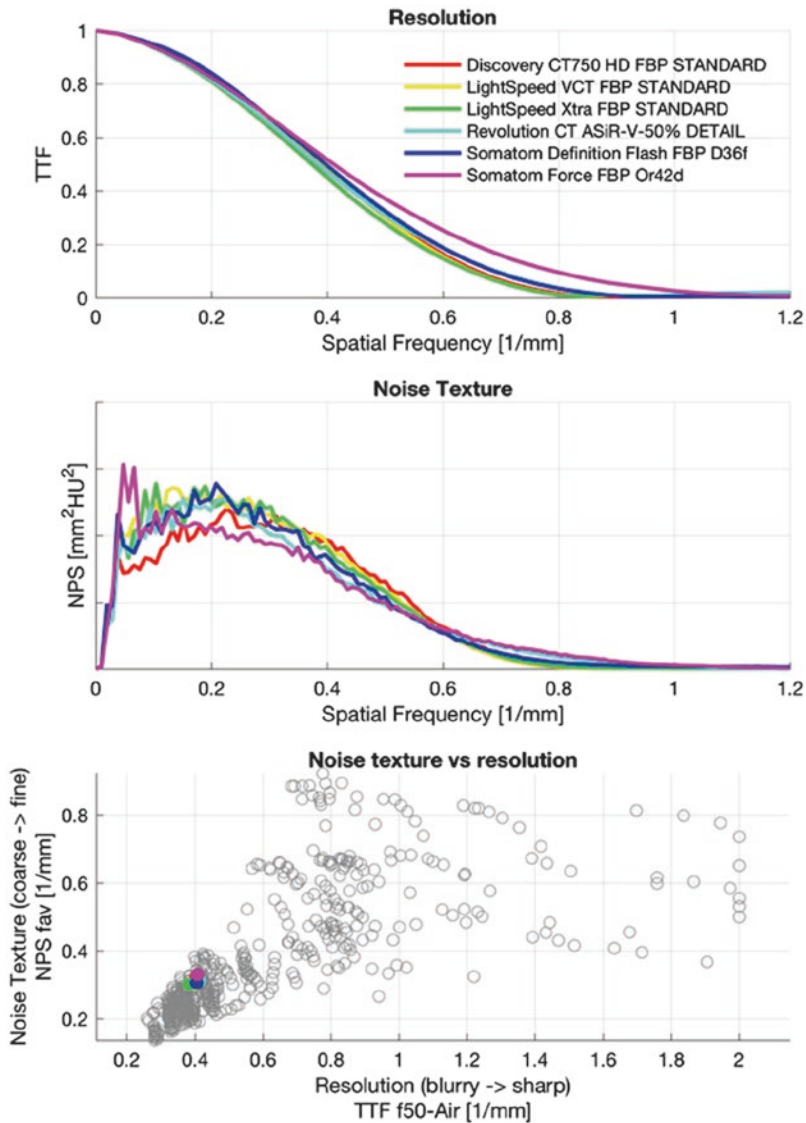 Resolution
1
0.8
0.6
0.4
0.2
0
TTF
Discovery CT750 HD FBP STANDARD
LightSpeed VCT FBP STANDARD
LightSpeed Xtra FBP STANDARD
Revolution CT ASiR-V-50% DETAIL
Somatom Definition Flash FBP D36f
Somatom Force FBP Or42d
0 0.2 0.4 0.6 0.8 1 1.2
Spatial Frequency [1/mm]
Noise Texture
NPS [mm²HU²]
0 0.2 0.4 0.6 0.8 1 1.2
Spatial Frequency [1/mm]
Noise texture vs resolution
Noise Texture (coarse -> fine)
NPS fav [1/mm]
0.8
0.6
0.4
0.2
0.2 0.4 0.6 0.8 1 1.2 1.4 1.6 1.8 2
Resolution (blurry -> sharp)
TTF f50-Air [1/mm]